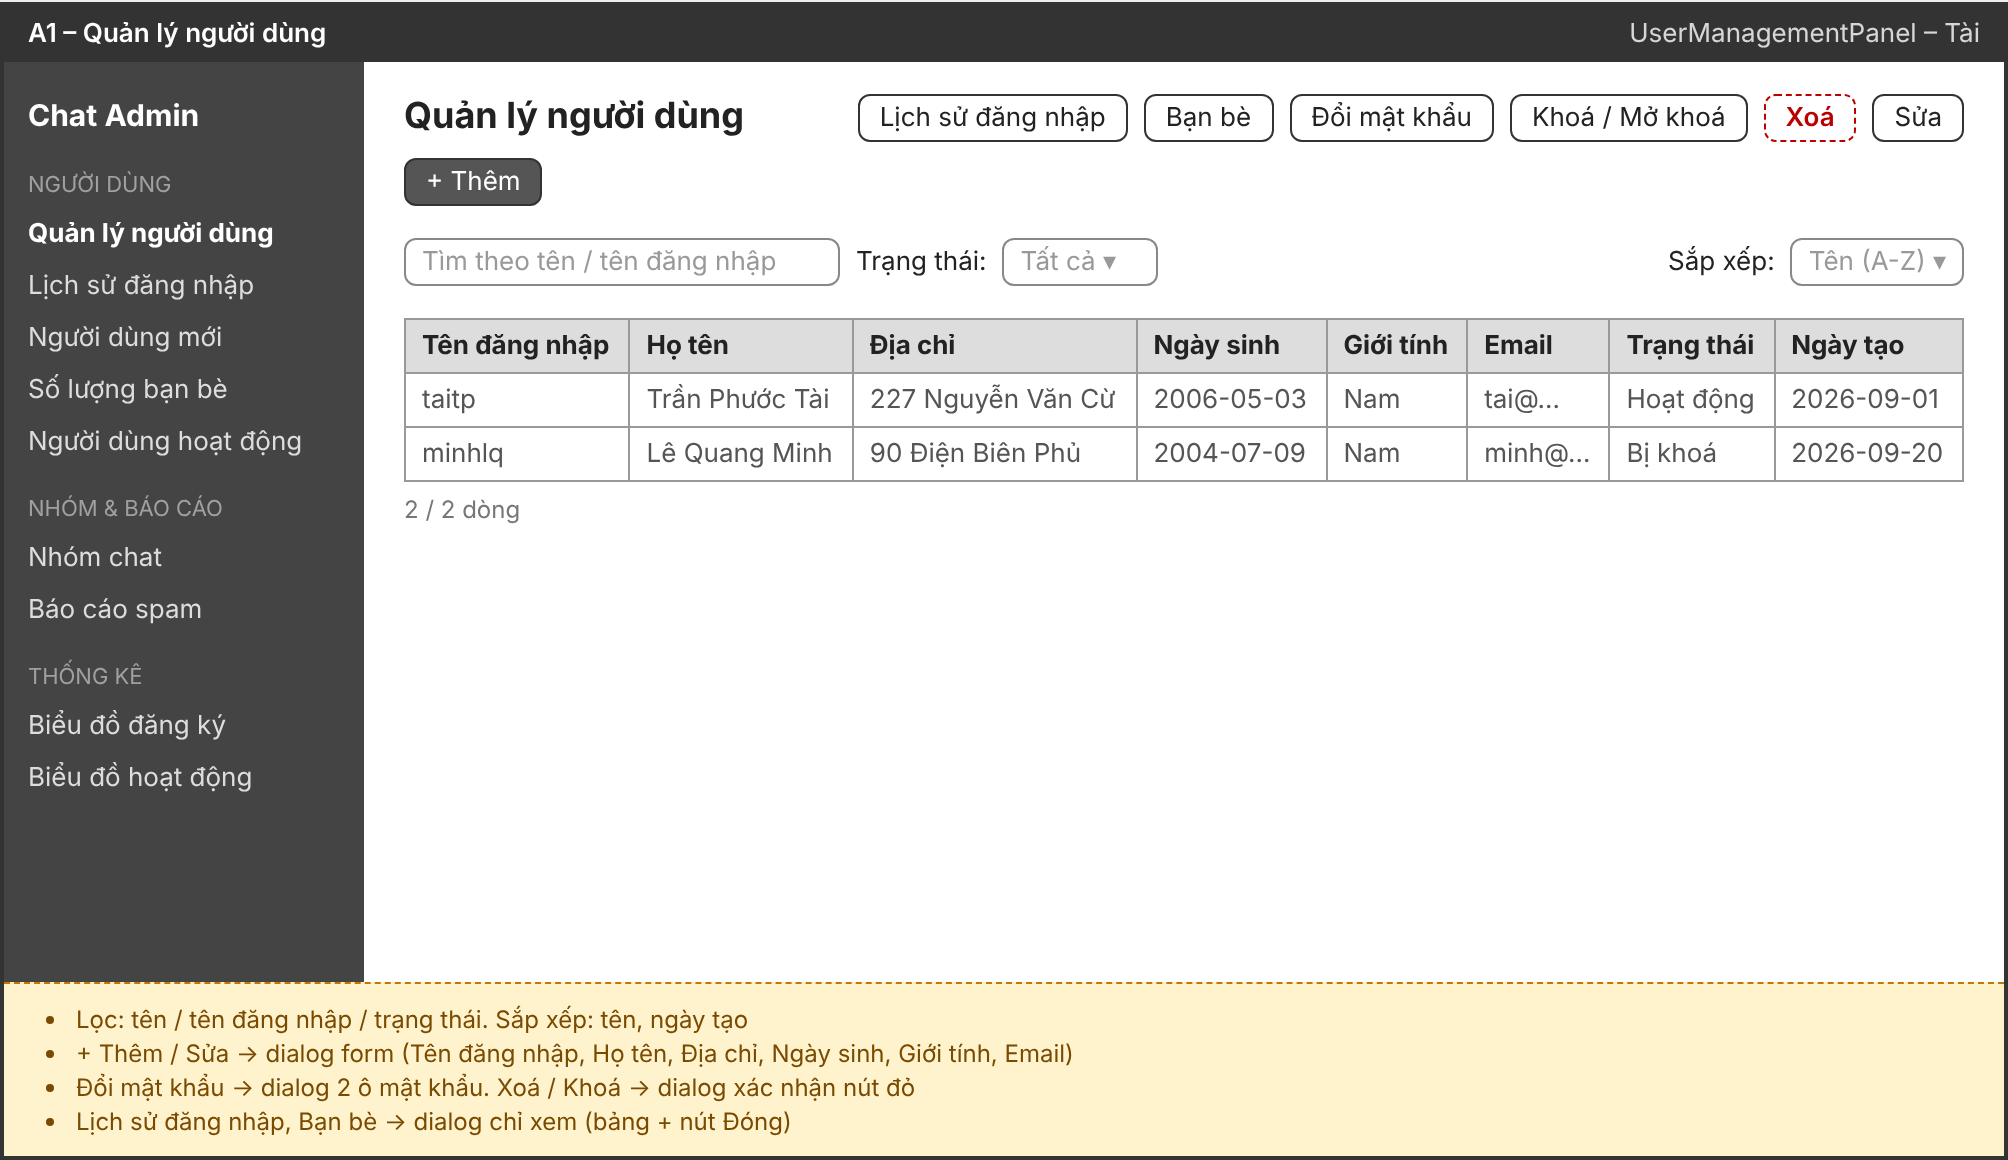 A1 – Quản lý người dùng
UserManagementPanel – Tài
Chat Admin
NGƯỜI DÙNG
Quản lý người dùng
Lịch sử đăng nhập
Người dùng mới
Số lượng bạn bè
Người dùng hoạt động
NHÓM & BÁO CÁO
Nhóm chat
Báo cáo spam
THỐNG KÊ
Biểu đồ đăng ký
Biểu đồ hoạt động
Quản lý người dùng
Lịch sử đăng nhập
Bạn bè
Đổi mật khẩu
Khoá / Mở khoá
Xoá
Sửa
+ Thêm
Tìm theo tên / tên đăng nhập
Trạng thái: Tất cả ▾
Sắp xếp: Tên (A-Z) ▾
Tên đăng nhập Họ tên Địa chỉ Ngày sinh Giới tính Email Trạng thái Ngày tạo
taitp Trần Phước Tài 227 Nguyễn Văn Cừ 2006-05-03 Nam tai@... Hoạt động 2026-09-01
minhlq Lê Quang Minh 90 Điện Biên Phủ 2004-07-09 Nam minh@... Bị khoá 2026-09-20
2 / 2 dòng
• Lọc: tên / tên đăng nhập / trạng thái. Sắp xếp: tên, ngày tạo
• + Thêm / Sửa → dialog form (Tên đăng nhập, Họ tên, Địa chỉ, Ngày sinh, Giới tính, Email)
• Đổi mật khẩu → dialog 2 ô mật khẩu. Xoá / Khoá → dialog xác nhận nút đỏ
• Lịch sử đăng nhập, Bạn bè → dialog chỉ xem (bảng + nút Đóng)